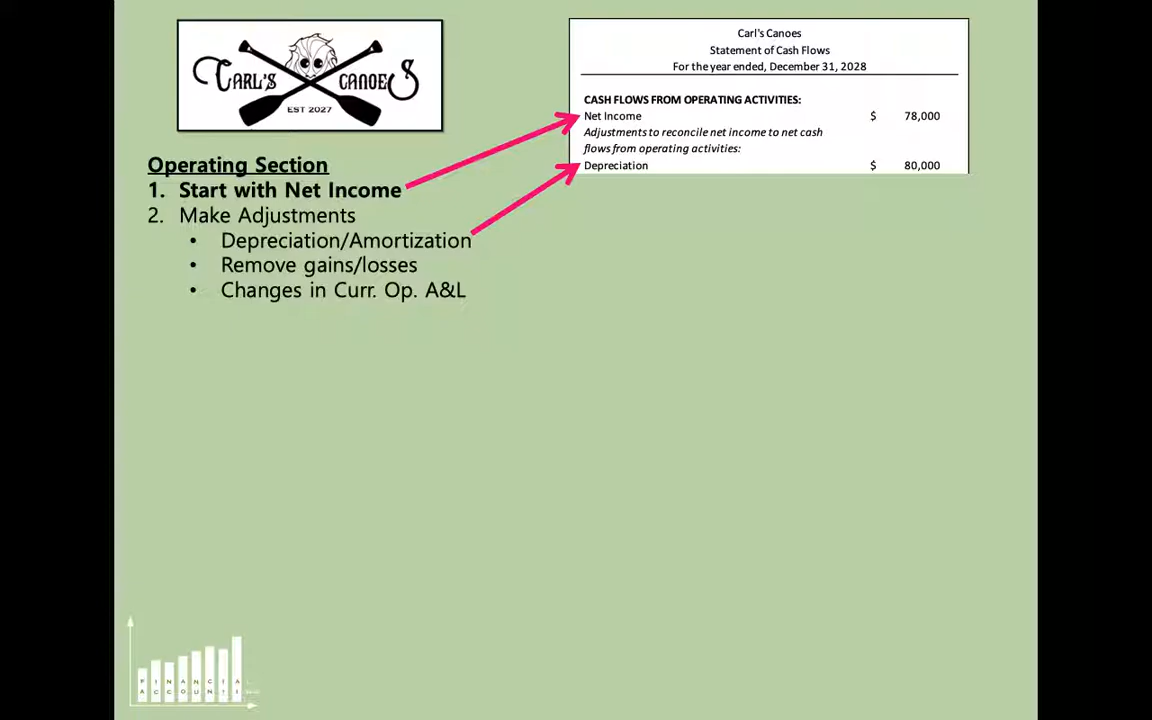 CARL'S CANOES
EST 2027
Operating Section
1. Start with Net Income
2. Make Adjustments
• Depreciation/Amortization
• Remove gains/losses
• Changes in Curr. Op. A&L
Carl's Canoes
Statement of Cash Flows
For the year ended, December 31, 2028
CASH FLOWS FROM OPERATING ACTIVITIES:
Net Income $ 78,000
Adjustments to reconcile net income to net cash
flows from operating activities:
Depreciation $ 80,000
FINANCIAL